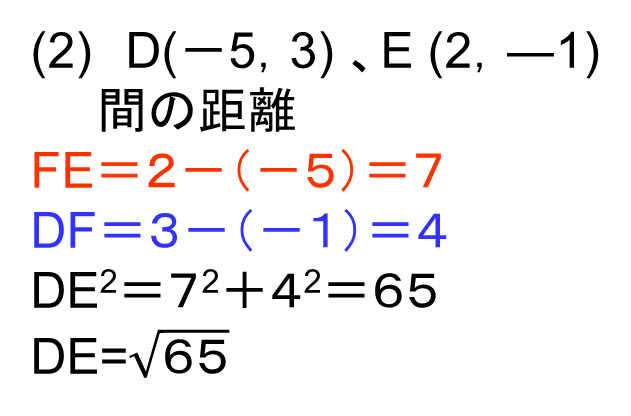 (2) D(－5, 3) 、E (2, ―1)
間の距離
FE＝2－(－5)＝7
DF＝3－(－1)＝4
DE²＝7²＋4²＝65
DE=√65